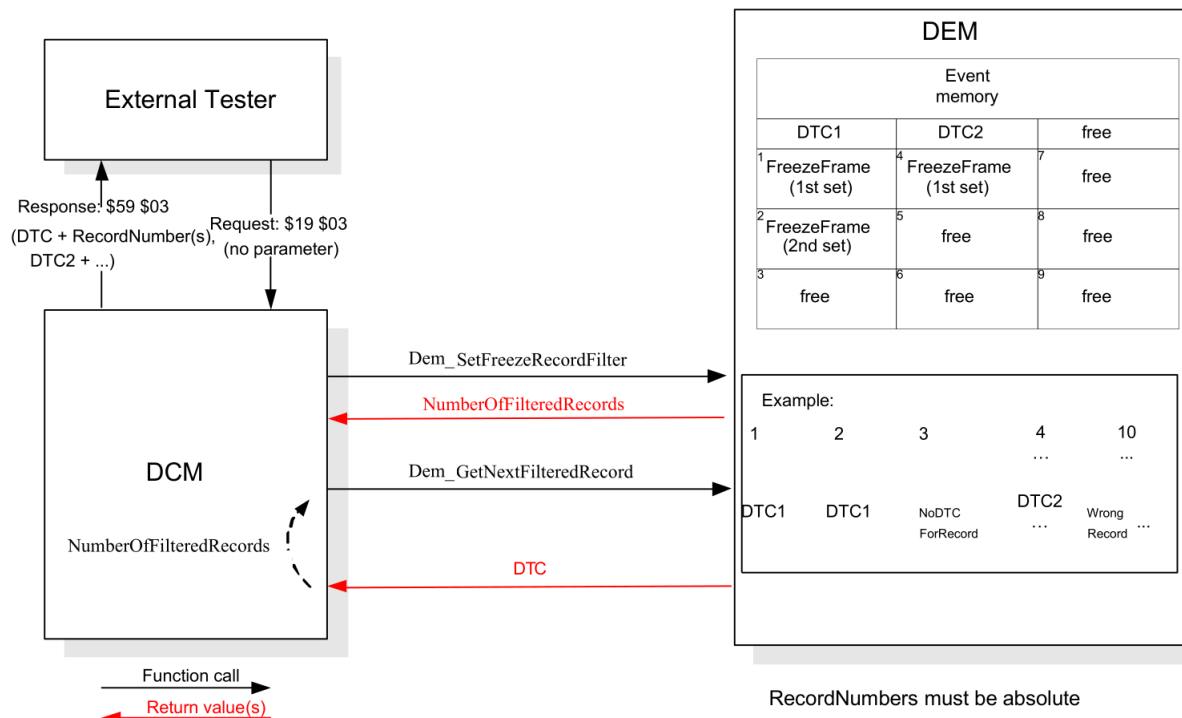 External Tester
Response: $59 $03
(DTC + RecordNumber(s),
DTC2 + ...)
Request: $19 $03
(no parameter)
DCM
NumberOfFilteredRecords
Dem_SetFreezeRecordFilter
NumberOfFilteredRecords
Dem_GetNextFilteredRecord
DTC
Function call
Return value(s)
DEM
Event
memory
DTC1 DTC2 free
1 FreezeFrame (1st set)
4 FreezeFrame (1st set)
7 free
2 FreezeFrame (2nd set)
5 free
8 free
3 free
6 free
9 free
Example:
1 2 3 4 10
... ...
DTC1 DTC1 NoDTC ForRecord DTC2 ... Wrong Record ...
RecordNumbers must be absolute